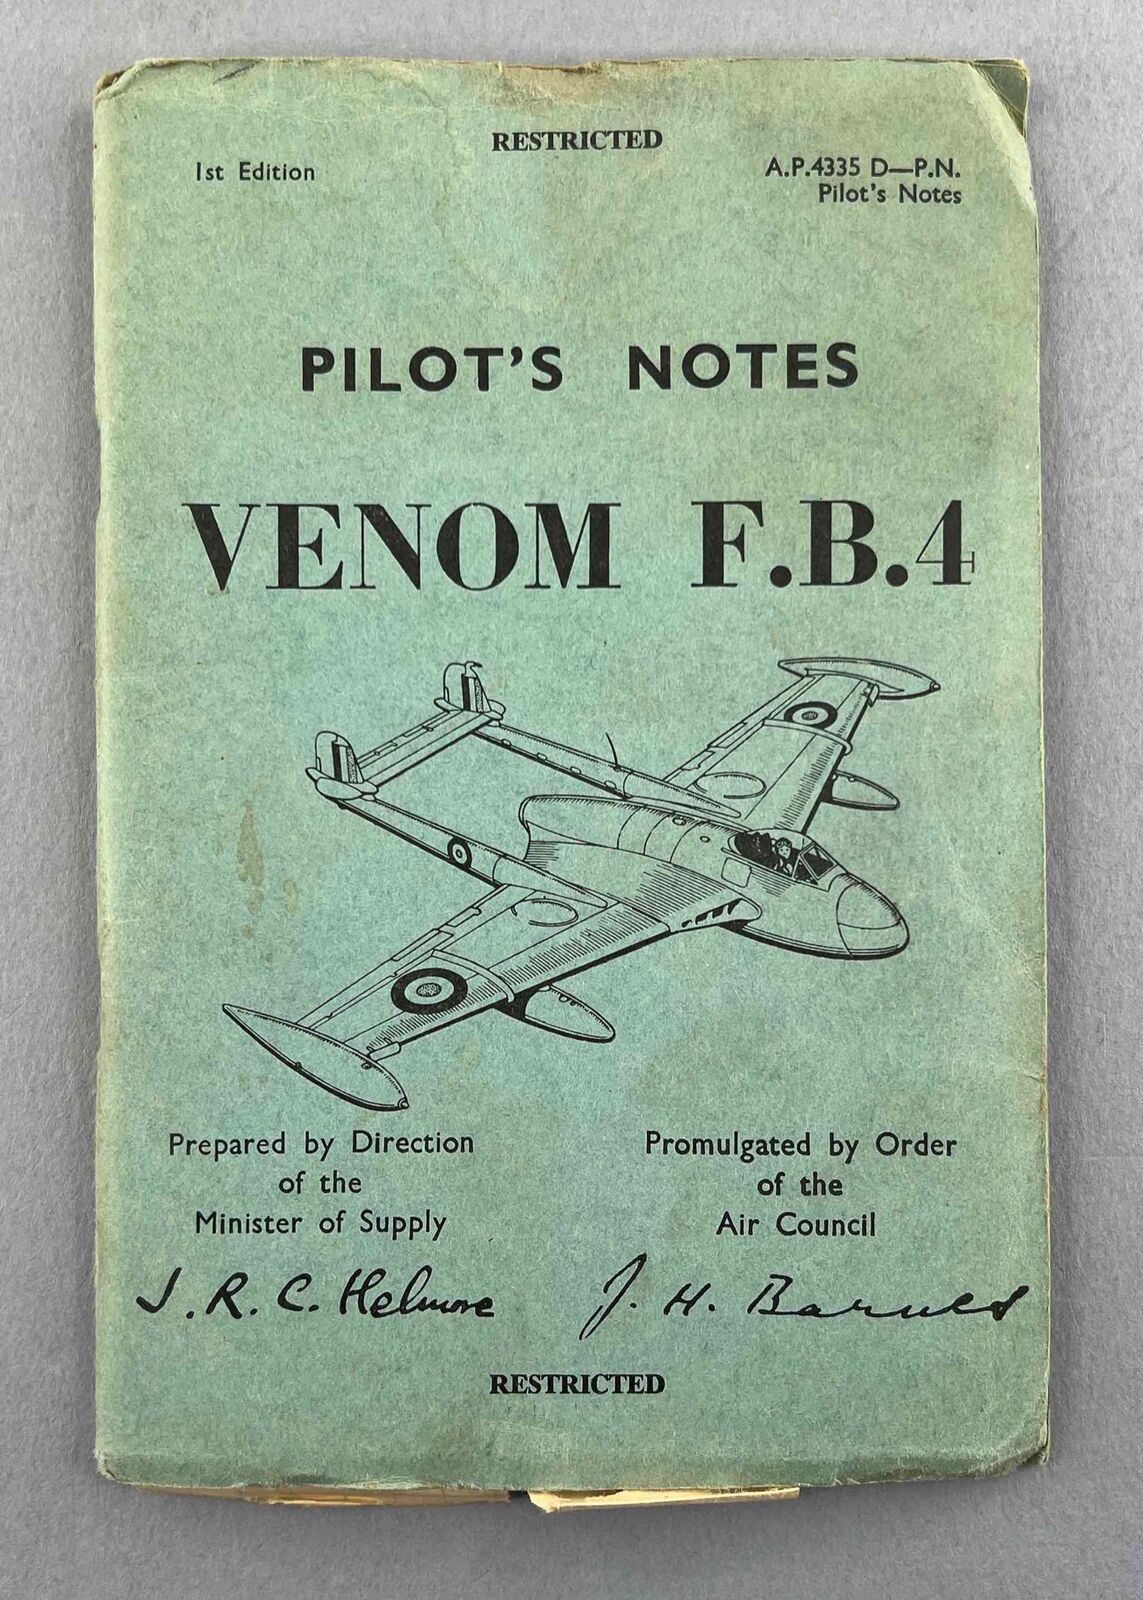 RESTRICTED
1st Edition
A.P.4335 D—P.N.
Pilot's Notes
PILOT'S NOTES
VENOM F.B.4
Prepared by Direction
of the
Minister of Supply
Promulgated by Order
of the
Air Council
J. R. C. Helmore
J. H. Barnes
RESTRICTED